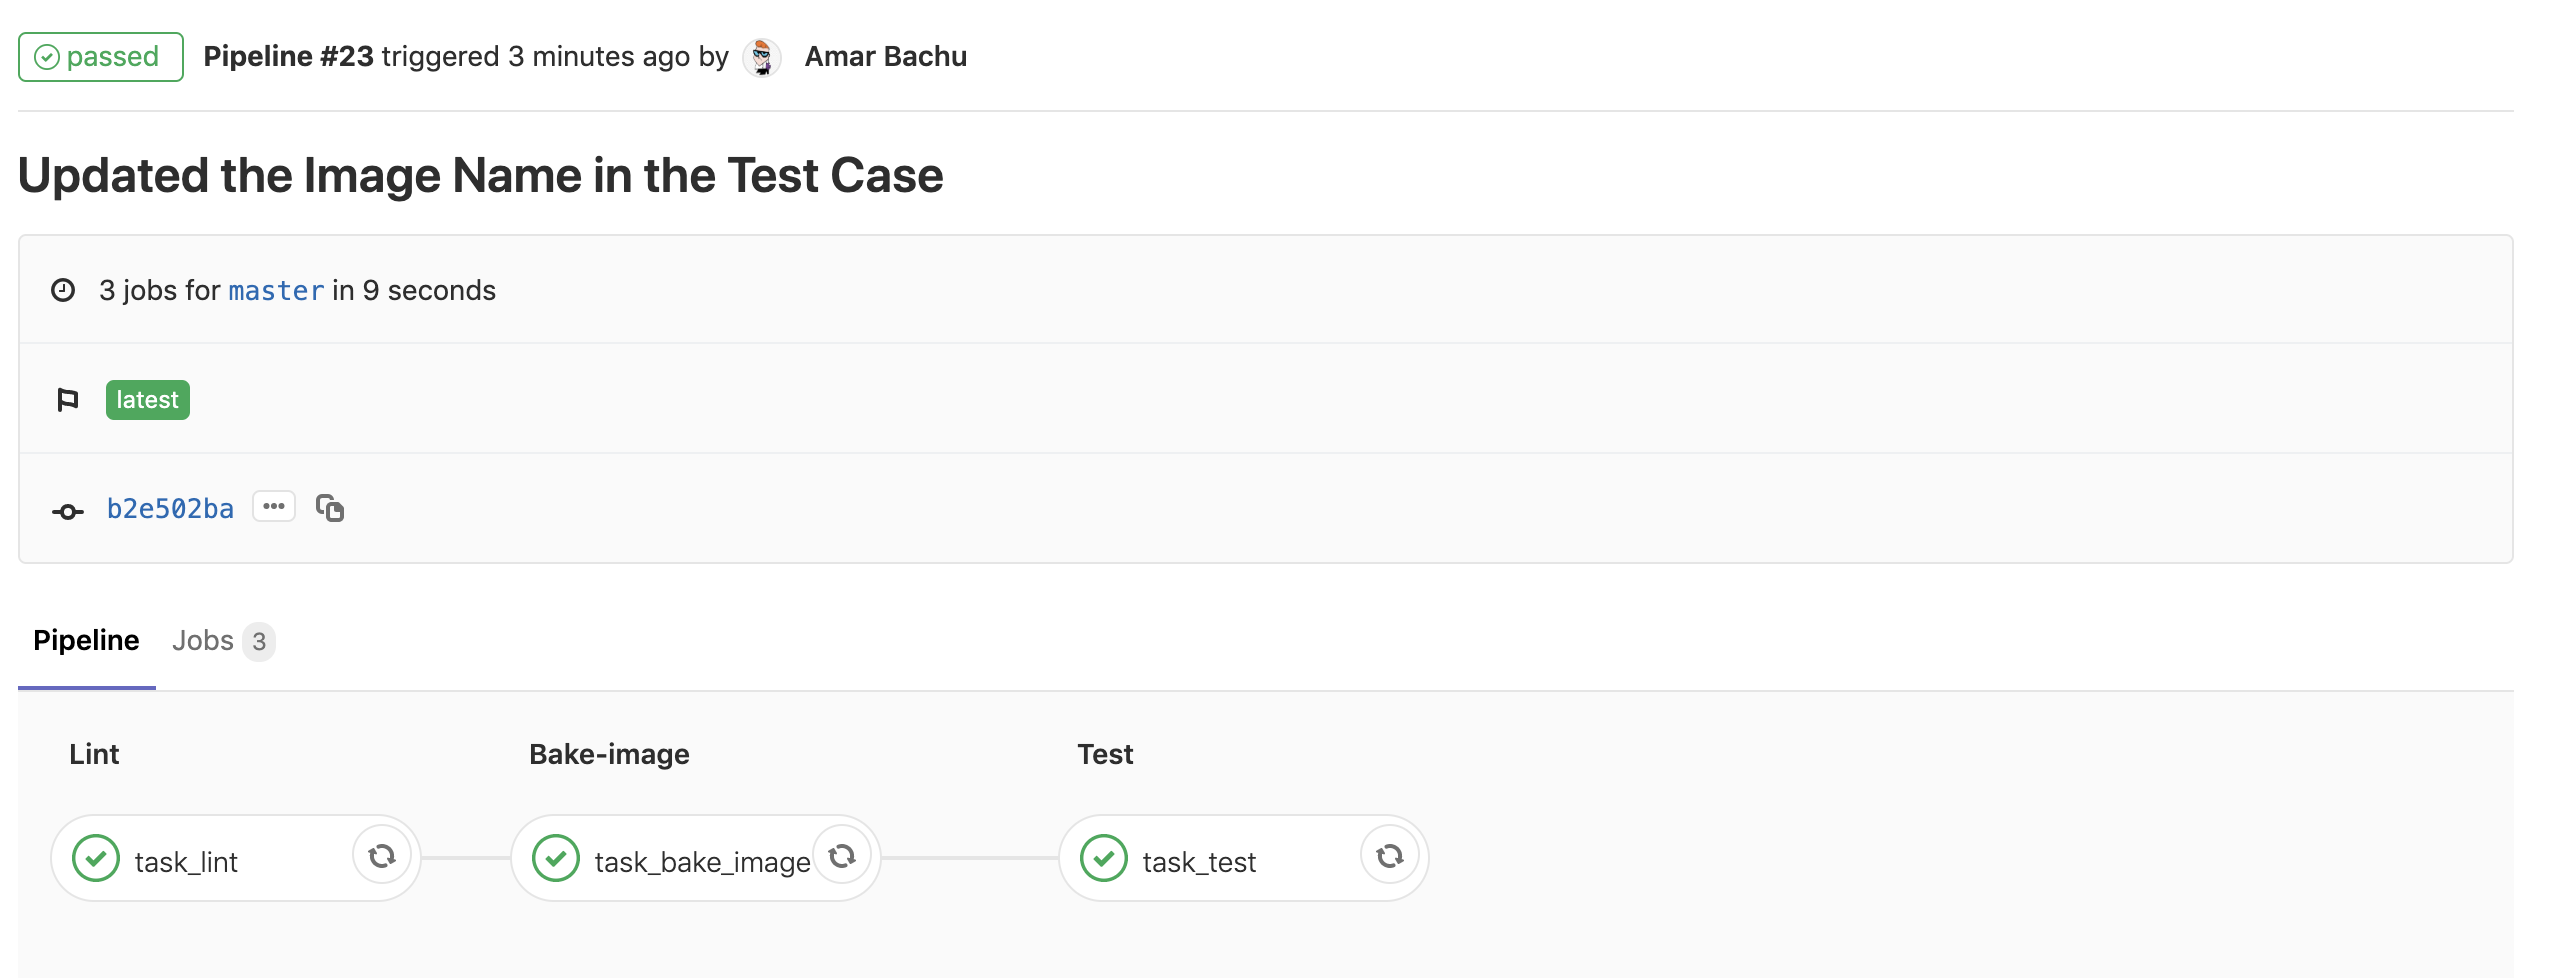 passed Pipeline #23 triggered 3 minutes ago by Amar Bachu
Updated the Image Name in the Test Case
3 jobs for master in 9 seconds
latest
b2e502ba
Pipeline Jobs 3
Lint Bake-image Test
task_lint task_bake_image task_test